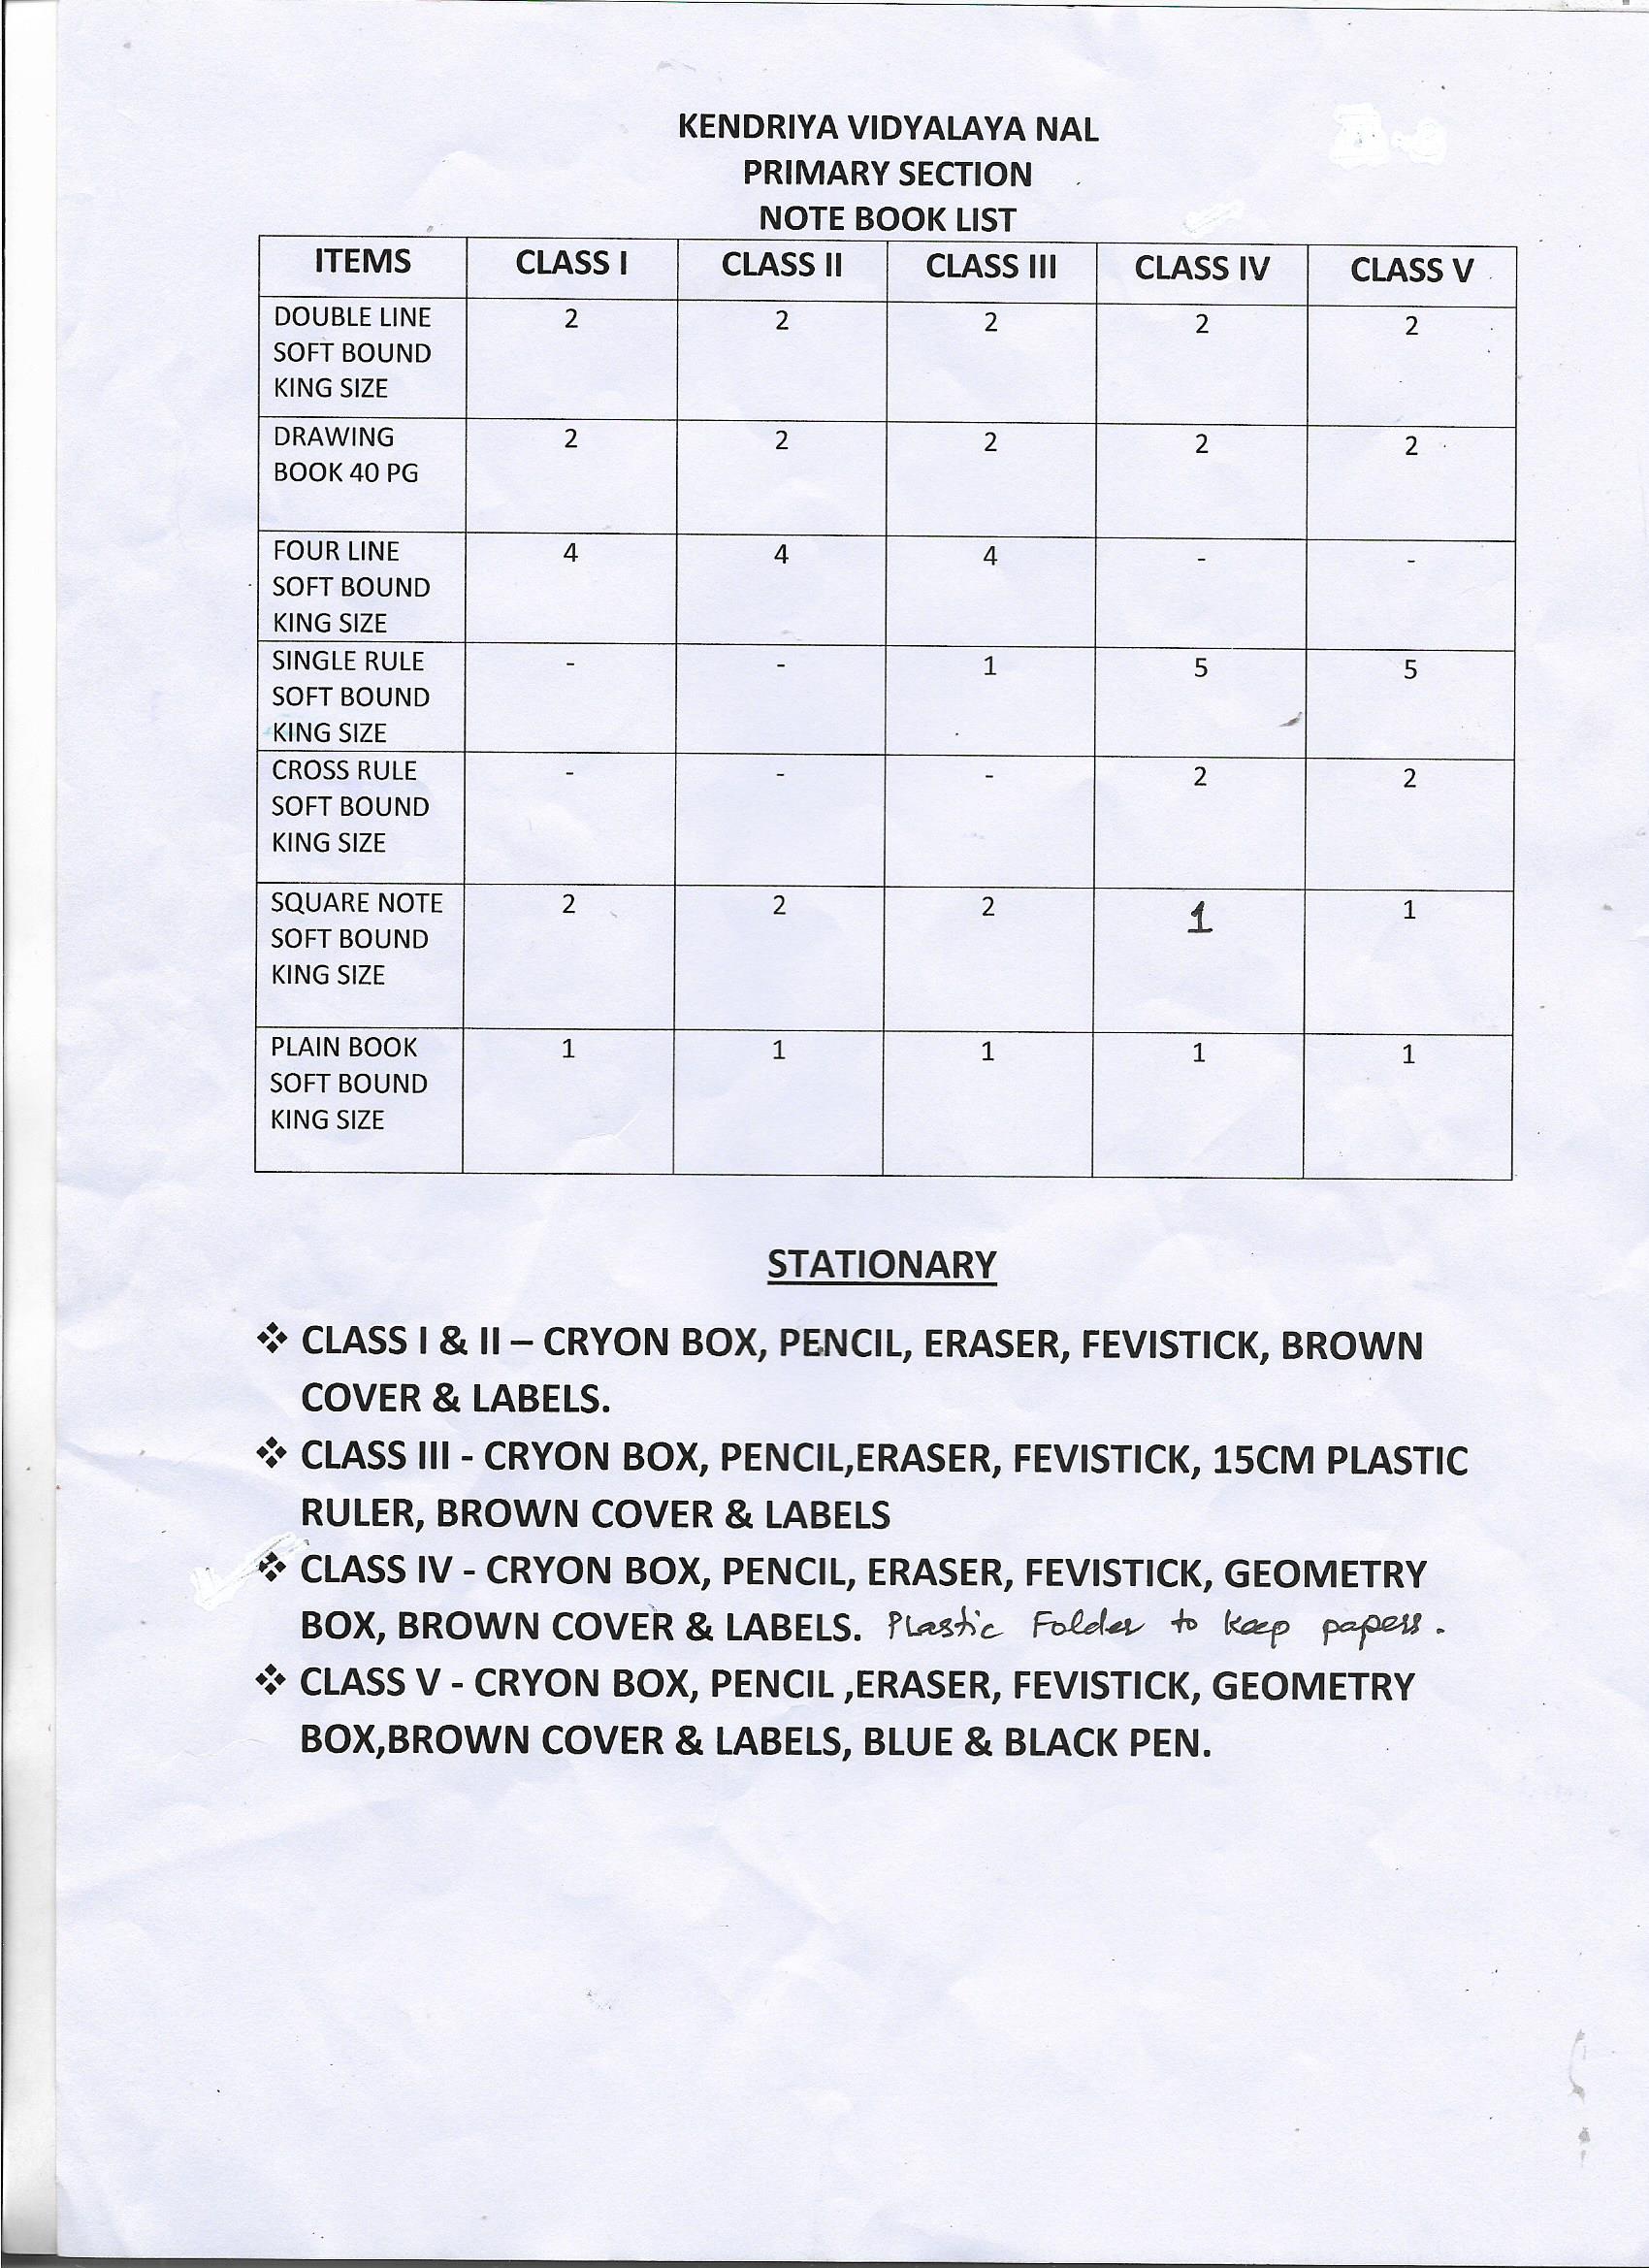 KENDRIYA VIDYALAYA NAL
PRIMARY SECTION
NOTE BOOK LIST
ITEMS CLASS I CLASS II CLASS III CLASS IV CLASS V
DOUBLE LINE 2 2 2 2 2
SOFT BOUND
KING SIZE
DRAWING 2 2 2 2 2
BOOK 40 PG
FOUR LINE 4 4 4 - -
SOFT BOUND
KING SIZE
SINGLE RULE - - 1 5 5
SOFT BOUND
KING SIZE
CROSS RULE - - - 2 2
SOFT BOUND
KING SIZE
SQUARE NOTE 2 2 2 1 1
SOFT BOUND
KING SIZE
PLAIN BOOK 1 1 1 1 1
SOFT BOUND
KING SIZE
STATIONARY
❖ CLASS I & II – CRYON BOX, PENCIL, ERASER, FEVISTICK, BROWN
COVER & LABELS.
❖ CLASS III - CRYON BOX, PENCIL,ERASER, FEVISTICK, 15CM PLASTIC
RULER, BROWN COVER & LABELS
❖ CLASS IV - CRYON BOX, PENCIL, ERASER, FEVISTICK, GEOMETRY
BOX, BROWN COVER & LABELS. Plastic Folder to keep papers.
❖ CLASS V - CRYON BOX, PENCIL ,ERASER, FEVISTICK, GEOMETRY
BOX,BROWN COVER & LABELS, BLUE & BLACK PEN.